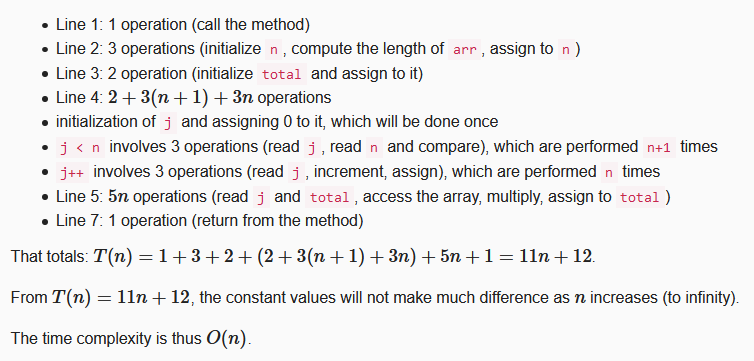 Line 1: 1 operation (call the method)
Line 2: 3 operations (initialize n, compute the length of arr, assign to n)
Line 3: 2 operation (initialize total and assign to it)
Line 4: 2 + 3(n + 1) + 3n operations
initialization of j and assigning 0 to it, which will be done once
j < n involves 3 operations (read j, read n and compare), which are performed n+1 times
j++ involves 3 operations (read j, increment, assign), which are performed n times
Line 5: 5n operations (read j and total, access the array, multiply, assign to total)
Line 7: 1 operation (return from the method)
That totals: T(n) = 1 + 3 + 2 + (2 + 3(n + 1) + 3n) + 5n + 1 = 11n + 12.
From T(n) = 11n + 12, the constant values will not make much difference as n increases (to infinity).
The time complexity is thus O(n).